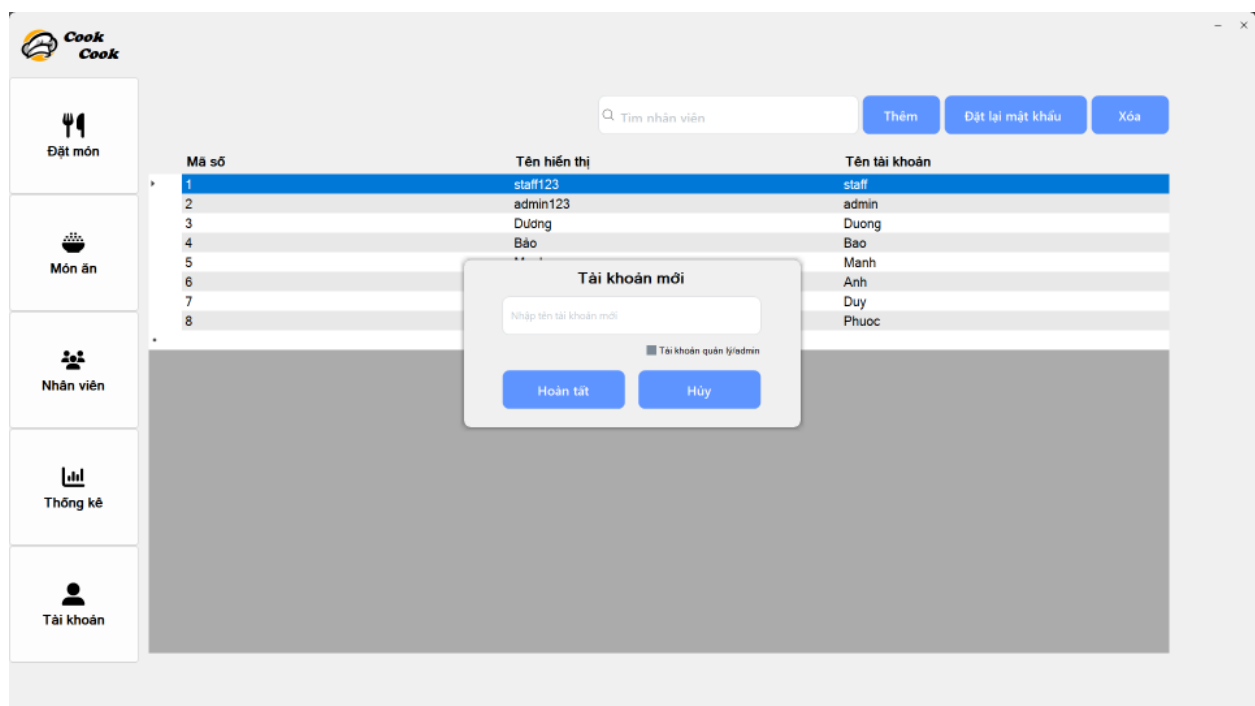 Cook
Cook
Đặt món
Món ăn
Nhân viên
Thống kê
Tài khoản
Tìm nhân viên
Thêm
Đặt lại mật khẩu
Xóa
Mã số Tên hiển thị Tên tài khoản
1 staff123 staff
2 admin123 admin
3 Dương Duong
4 Bảo Bao
5 Manh
6 Anh
7 Duy
8 Phuoc
Tài khoản mới
Nhập tên tài khoản mới
Tài khoản quản lý/admin
Hoàn tất
Hủy